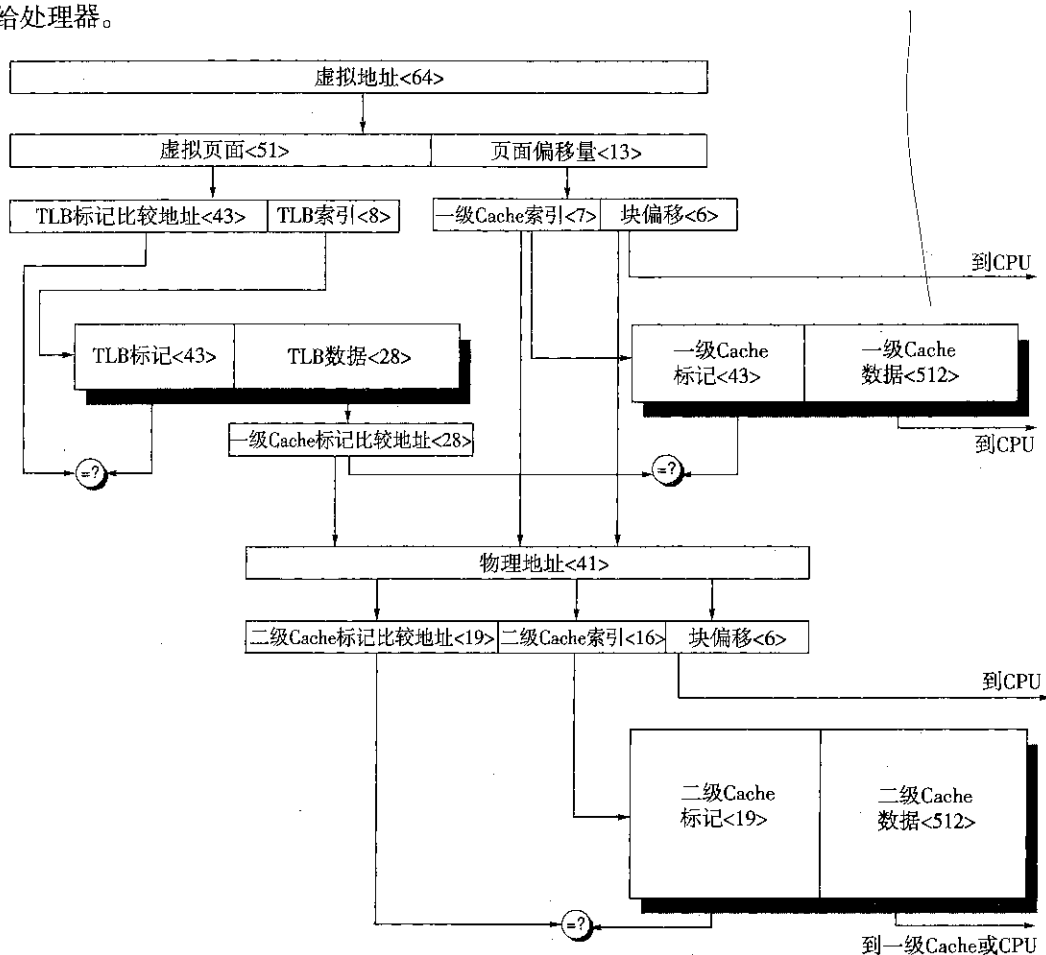 给处理器。
虚拟地址<64>
虚拟页面<51>
页面偏移量<13>
TLB标记比较地址<43>
TLB索引<8>
一级Cache索引<7>
块偏移<6>
到CPU
TLB标记<43>
TLB数据<28>
一级Cache
标记<43>
一级Cache
数据<512>
到CPU
一级Cache标记比较地址<28>
=?
=?
物理地址<41>
二级Cache标记比较地址<19>
二级Cache索引<16>
块偏移<6>
到CPU
二级Cache
标记<19>
二级Cache
数据<512>
=?
到一级Cache或CPU